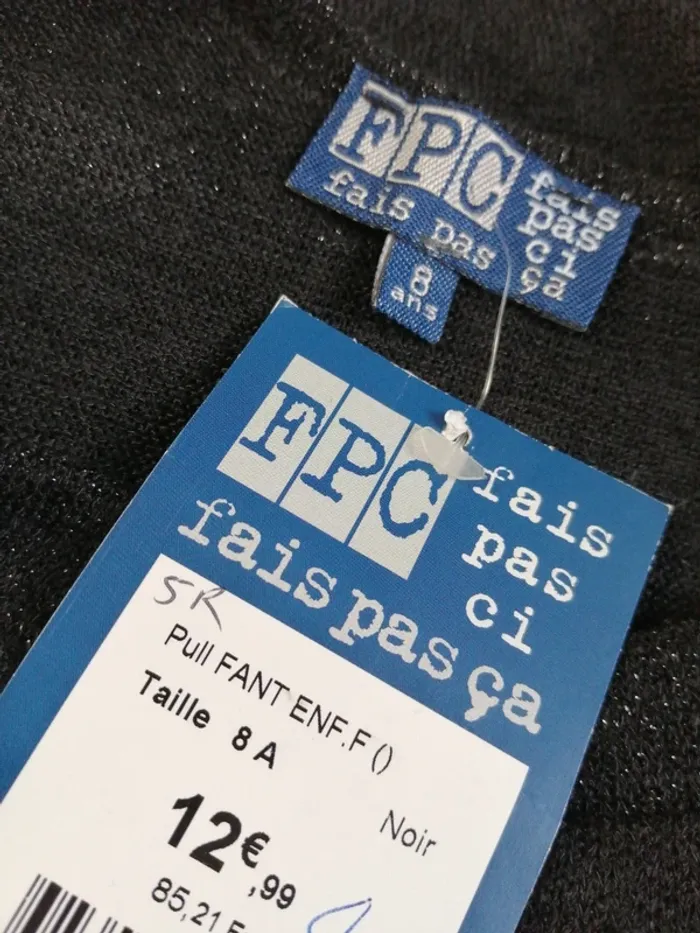 FPC
fais
pas
ci
fais pas ça
8
ans
FPC
fais
pas
ci
fais pas ça
SR
Pull FANT ENF.F ()
Taille 8 A
Noir
12€,99
85,21 F